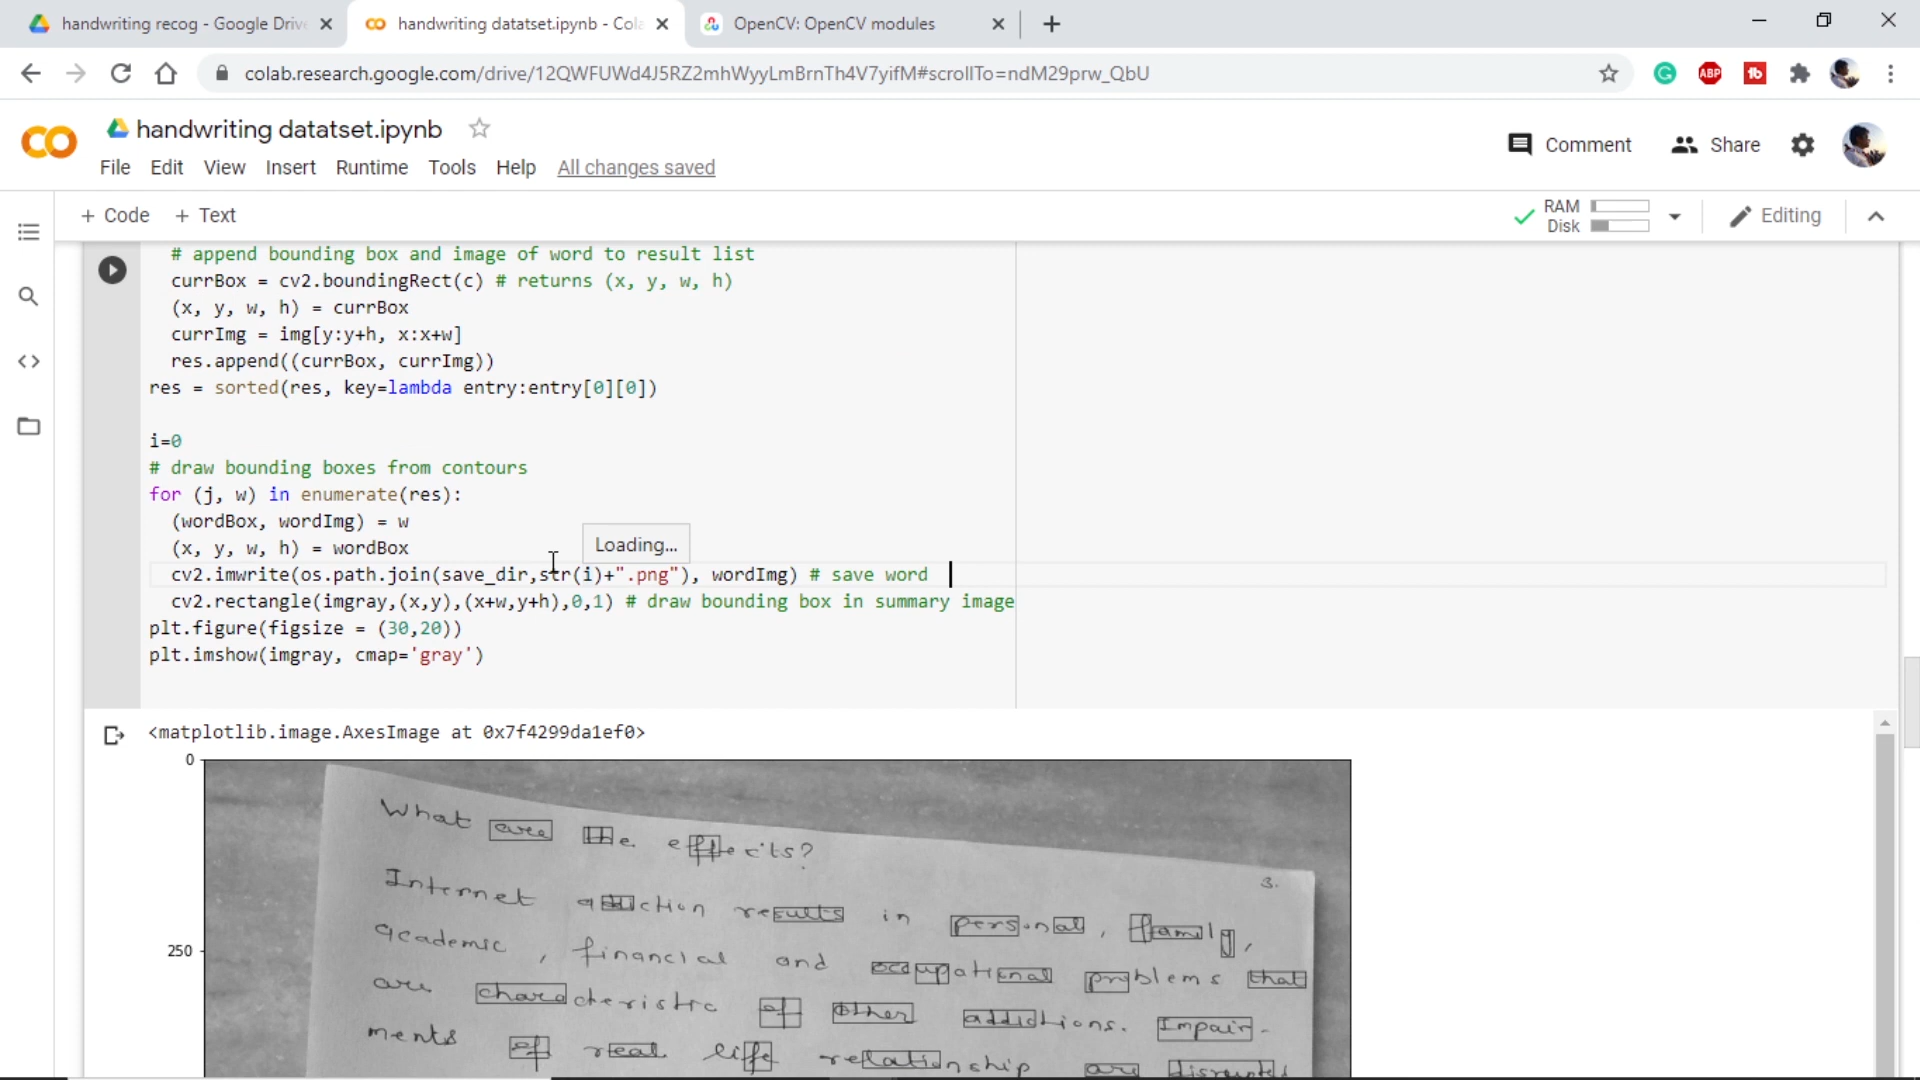 handwriting recog - Google Drive
handwriting datatset.ipynb - Cola
OpenCV: OpenCV modules
colab.research.google.com/drive/12QWFUWd4J5RZ2mhWyyLmBrnTh4V7yifM#scrollTo=ndM29prw_QbU
ABP
CO
handwriting datatset.ipynb
Comment
Share
File Edit View Insert Runtime Tools Help All changes saved
+ Code + Text
RAM
Disk
Editing
# append bounding box and image of word to result list
currBox = cv2.boundingRect(c) # returns (x, y, w, h)
(x, y, w, h) = currBox
currImg = img[y:y+h, x:x+w]
res.append((currBox, currImg))
res = sorted(res, key=lambda entry:entry[0][0])
i=0
# draw bounding boxes from contours
for (j, w) in enumerate(res):
(wordBox, wordImg) = w
(x, y, w, h) = wordBox
Loading...
cv2.imwrite(os.path.join(save_dir,str(i)+".png"), wordImg) # save word
cv2.rectangle(imgray,(x,y),(x+w,y+h),0,1) # draw bounding box in summary image
plt.figure(figsize = (30,20))
plt.imshow(imgray, cmap='gray')
<matplotlib.image.AxesImage at 0x7f4299da1ef0>
0
250
What are the effects?
3.
Internet addiction results in personal, family,
academic, financial and occupational problems that
are characheristic of other addictions. Impair-
ments of real life relationship are disrupted